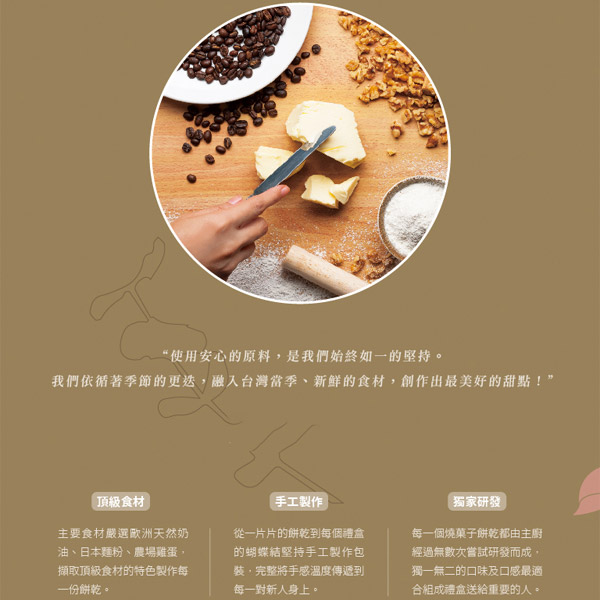 “使用安心的原料，是我們始終如一的堅持。
我們依循著季節的更迭，融入台灣當季、新鮮的食材，創作出最美好的甜點！”
頂級食材
主要食材嚴選歐洲天然奶
油、日本麵粉、農場雞蛋，
擷取頂級食材的特色製作每
一份餅乾。
手工製作
從一片片的餅乾到每個禮盒
的蝴蝶結堅持手工製作包
裝，完整將手感溫度傳遞到
每一對新人身上。
獨家研發
每一個燒菓子餅乾都由主廚
經過無數次嘗試研發而成，
獨一無二的口味及口感最適
合組成禮盒送給重要的人。